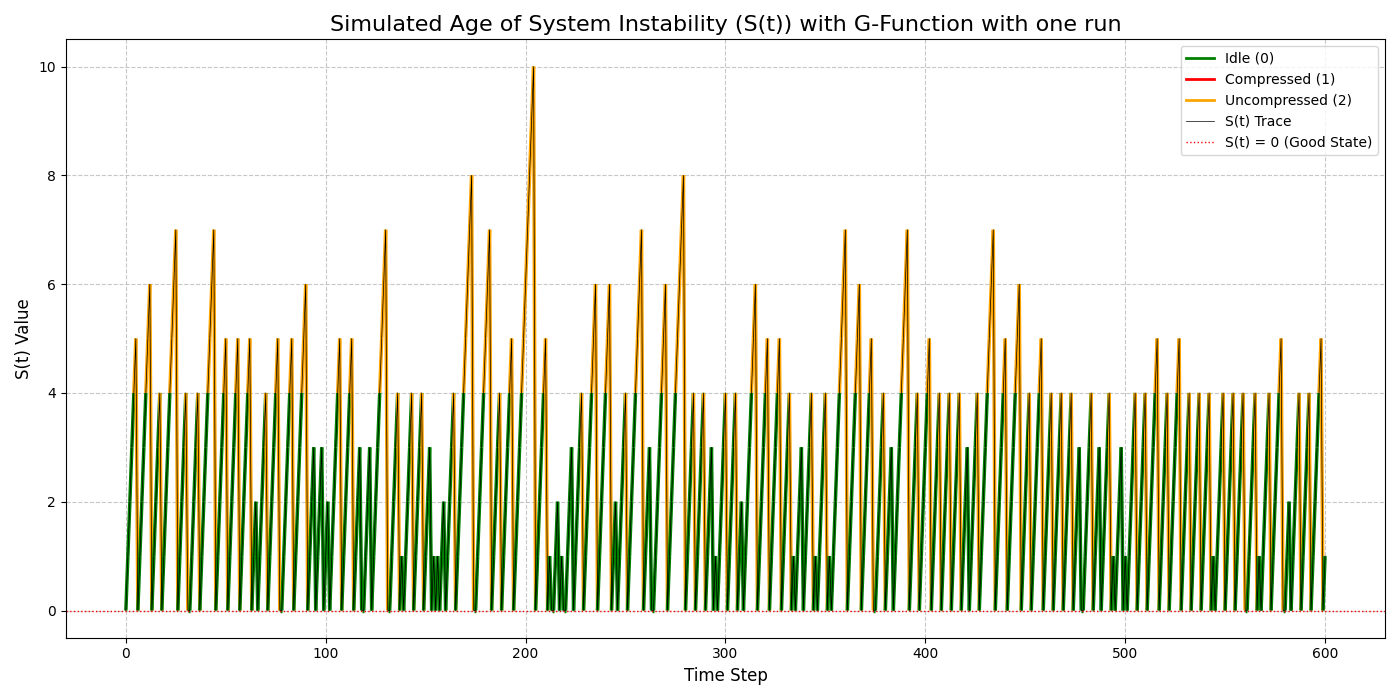 Simulated Age of System Instability (S(t)) with G-Function with one run
Idle (0)
Compressed (1)
Uncompressed (2)
S(t) Trace
S(t) = 0 (Good State)
S(t) Value
10
8
6
4
2
0
0 100 200 300 400 500 600
Time Step